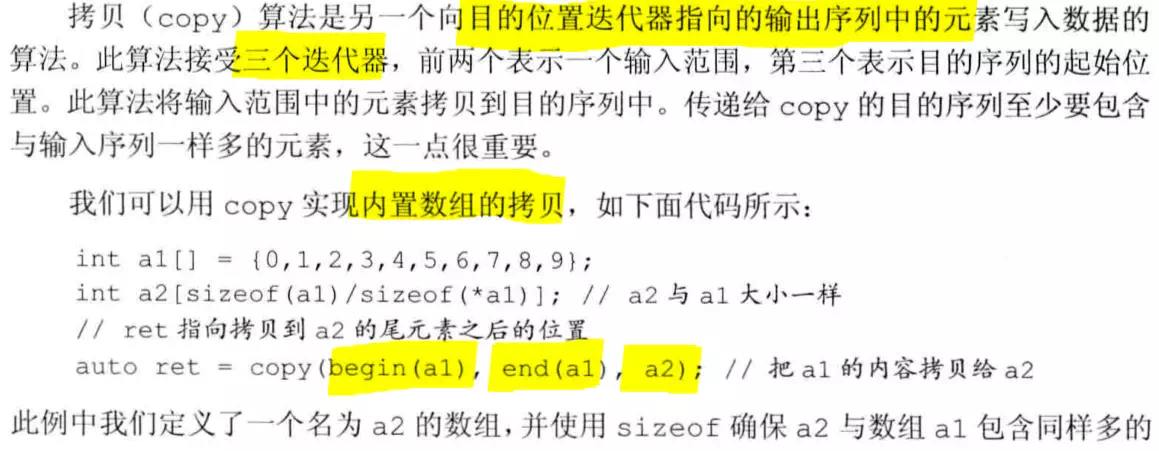 拷贝（copy）算法是另一个向目的位置迭代器指向的输出序列中的元素写入数据的
算法。此算法接受三个迭代器，前两个表示一个输入范围，第三个表示目的序列的起始位
置。此算法将输入范围中的元素拷贝到目的序列中。传递给 copy 的目的序列至少要包含
与输入序列一样多的元素，这一点很重要。
我们可以用 copy 实现内置数组的拷贝，如下面代码所示：
int a1[] = {0,1,2,3,4,5,6,7,8,9};
int a2[sizeof(a1)/sizeof(*a1)]; // a2 与 a1 大小一样
// ret 指向拷贝到 a2 的尾元素之后的位置
auto ret = copy(begin(a1), end(a1), a2); // 把 a1 的内容拷贝给 a2
此例中我们定义了一个名为 a2 的数组，并使用 sizeof 确保 a2 与数组 a1 包含同样多的